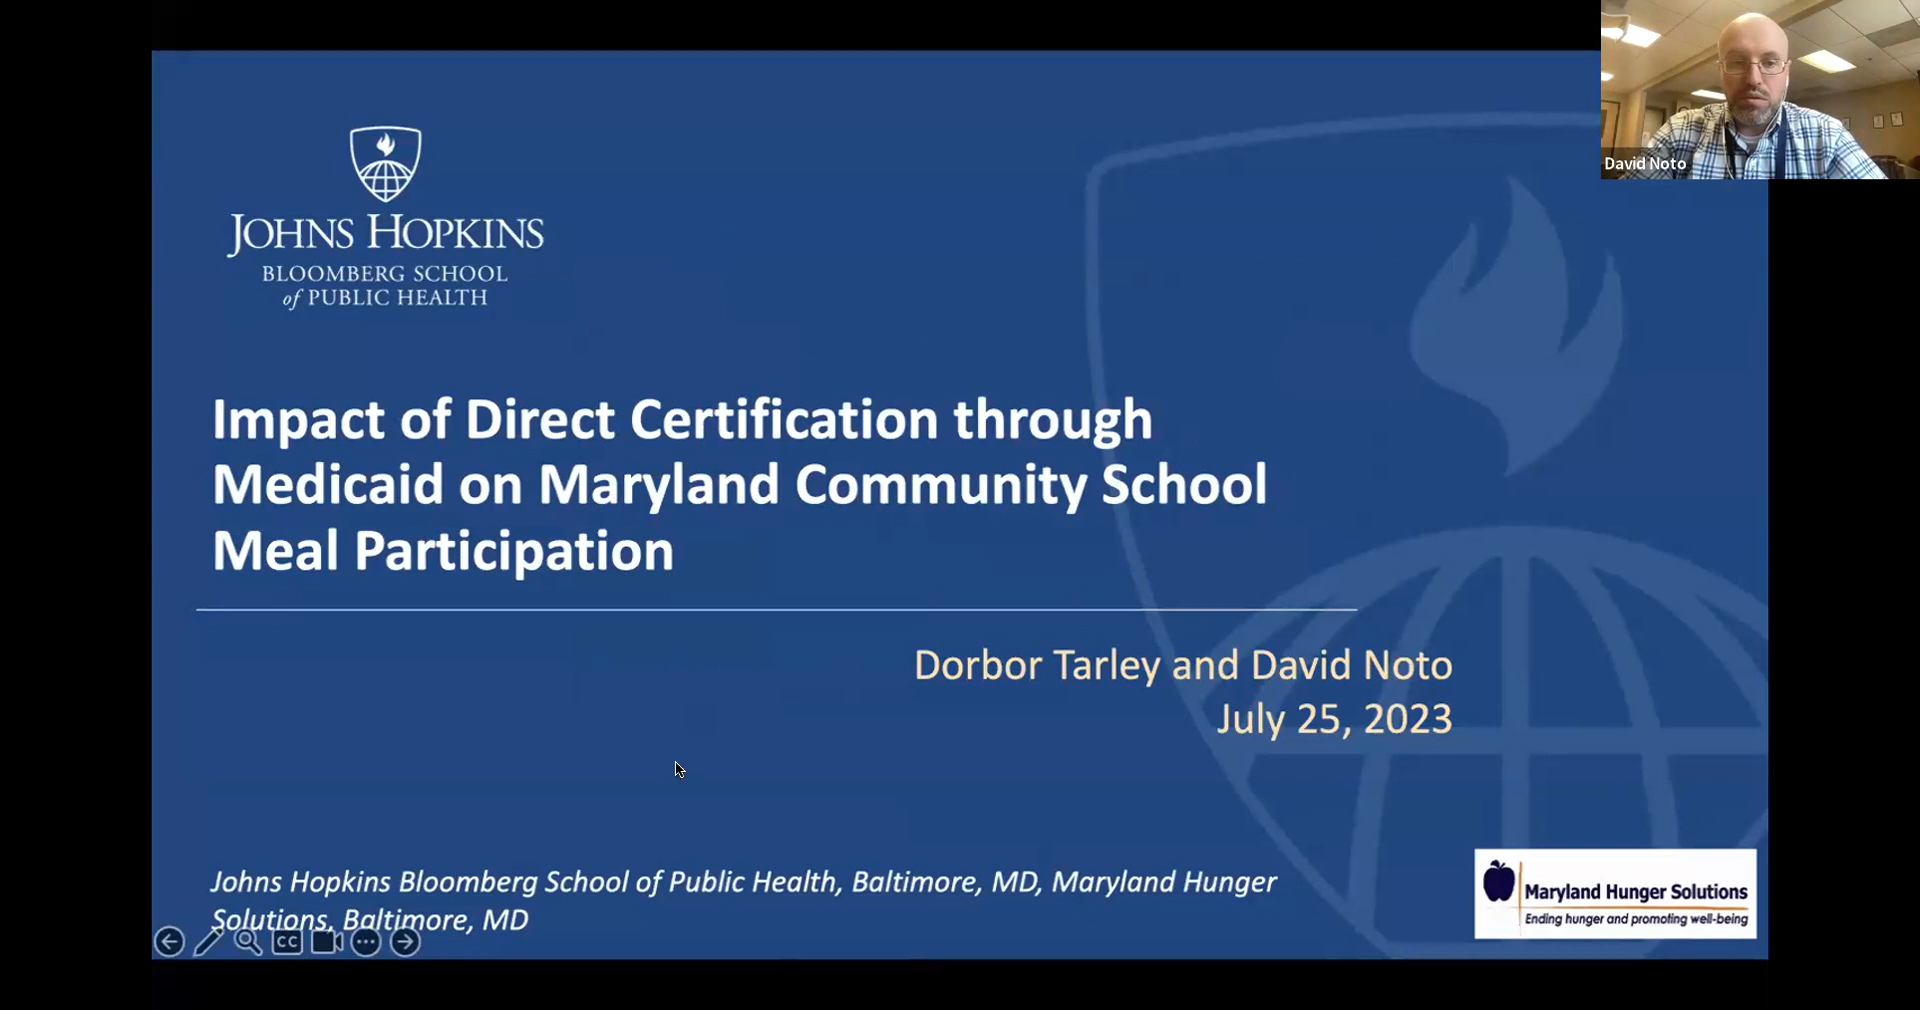 David Noto
JOHNS HOPKINS
BLOOMBERG SCHOOL
of PUBLIC HEALTH
Impact of Direct Certification through
Medicaid on Maryland Community School
Meal Participation
Dorbor Tarley and David Noto
July 25, 2023
Johns Hopkins Bloomberg School of Public Health, Baltimore, MD, Maryland Hunger
Solutions, Baltimore, MD
CC
Maryland Hunger Solutions
Ending hunger and promoting well-being